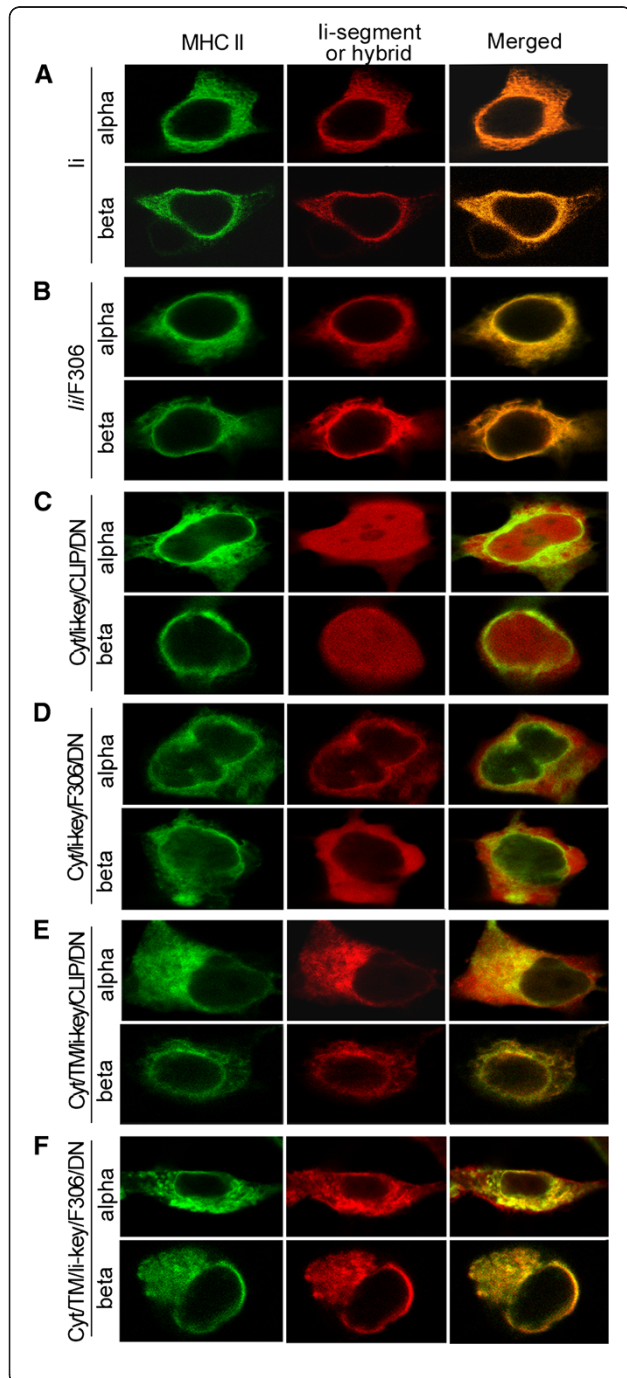 MHC II
Ii-segment
or hybrid
Merged
A
Ii
alpha
beta
B
Ii/F306
alpha
beta
C
Cyt/Ii-key/CLIP/DN
alpha
beta
D
Cyt/Ii-key/F306/DN
alpha
beta
E
Cyt/TM/Ii-key/CLIP/DN
alpha
beta
F
Cyt/TM/Ii-key/F306/DN
alpha
beta